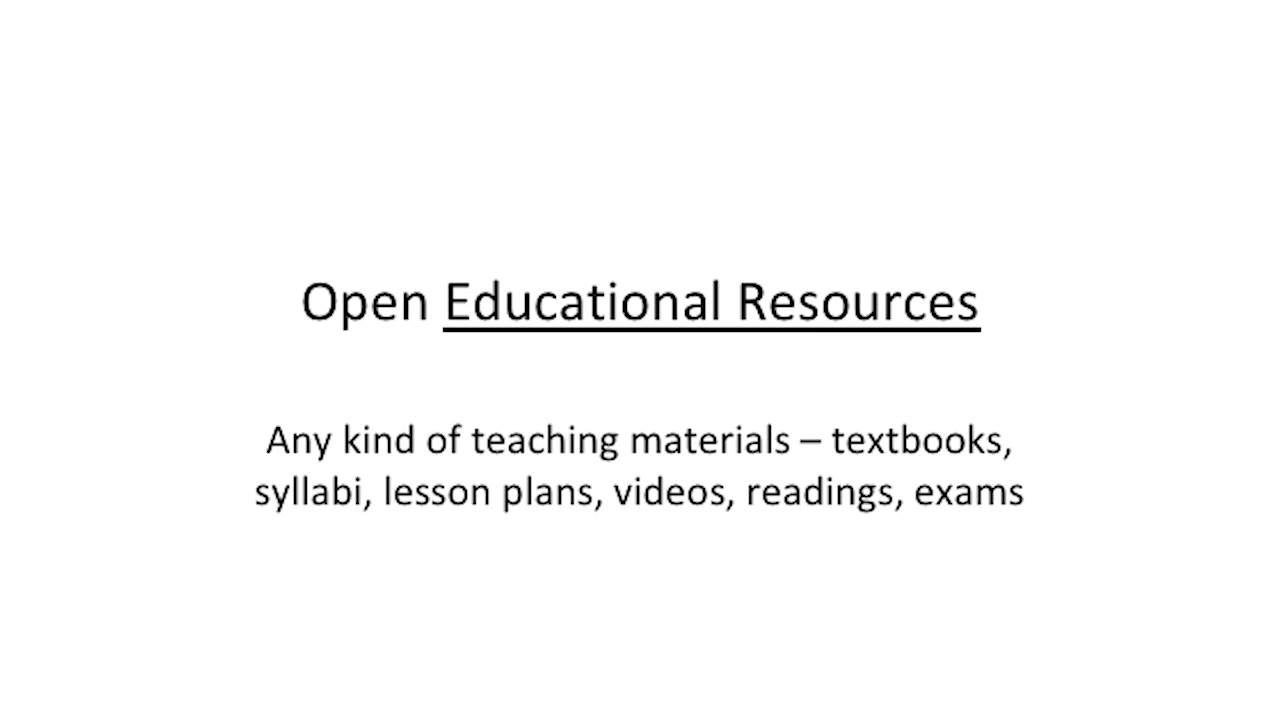 Open Educational Resources
Any kind of teaching materials – textbooks,
syllabi, lesson plans, videos, readings, exams